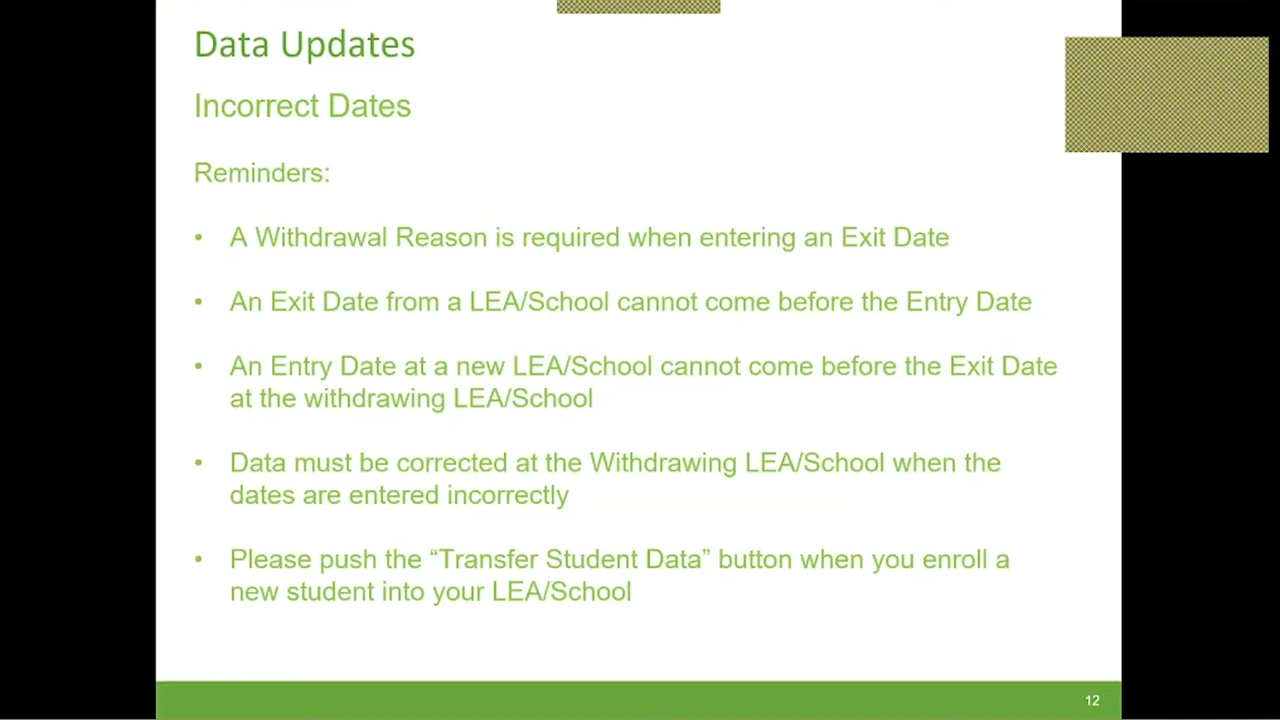 Data Updates
Incorrect Dates
Reminders:
• A Withdrawal Reason is required when entering an Exit Date
• An Exit Date from a LEA/School cannot come before the Entry Date
• An Entry Date at a new LEA/School cannot come before the Exit Date
at the withdrawing LEA/School
• Data must be corrected at the Withdrawing LEA/School when the
dates are entered incorrectly
• Please push the “Transfer Student Data” button when you enroll a
new student into your LEA/School
12